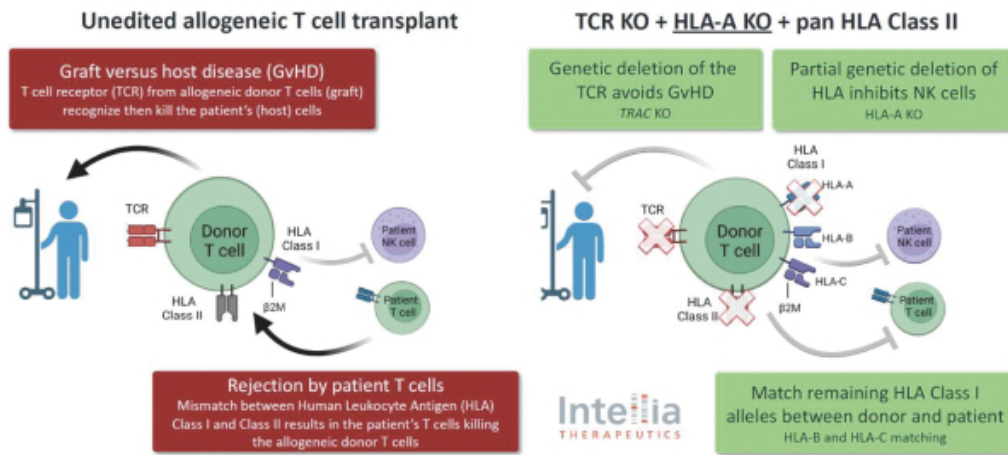 Unedited allogeneic T cell transplant
Graft versus host disease (GvHD)
T cell receptor (TCR) from allogeneic donor T cells (graft)
recognize then kill the patient's (host) cells
TCR
Donor
T cell
HLA
Class I
Patient
NK cell
HLA
Class II
β2M
Patient
T cell
Rejection by patient T cells
Mismatch between Human Leukocyte Antigen (HLA)
Class I and Class II results in the patient's T cells killing
the allogeneic donor T cells
TCR KO + HLA-A KO + pan HLA Class II
Genetic deletion of the
TCR avoids GvHD
TRAC KO
Partial genetic deletion of
HLA inhibits NK cells
HLA-A KO
HLA
Class I
HLA-A
TCR
Donor
T cell
HLA-B
Patient
NK cell
HLA-C
HLA
Class II
β2M
Patient
T cell
Intellia
THERAPEUTICS
Match remaining HLA Class I
alleles between donor and patient
HLA-B and HLA-C matching